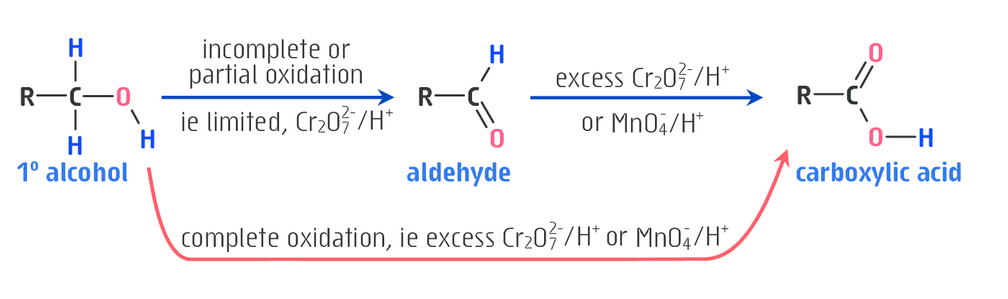 H
R—C—O
H
H
1º alcohol
incomplete or
partial oxidation
ie limited, Cr₂O₇²⁻/H⁺
H
R—C
O
aldehyde
excess Cr₂O₇²⁻/H⁺
or MnO₄⁻/H⁺
O
R—C
O—H
carboxylic acid
complete oxidation, ie excess Cr₂O₇²⁻/H⁺ or MnO₄⁻/H⁺